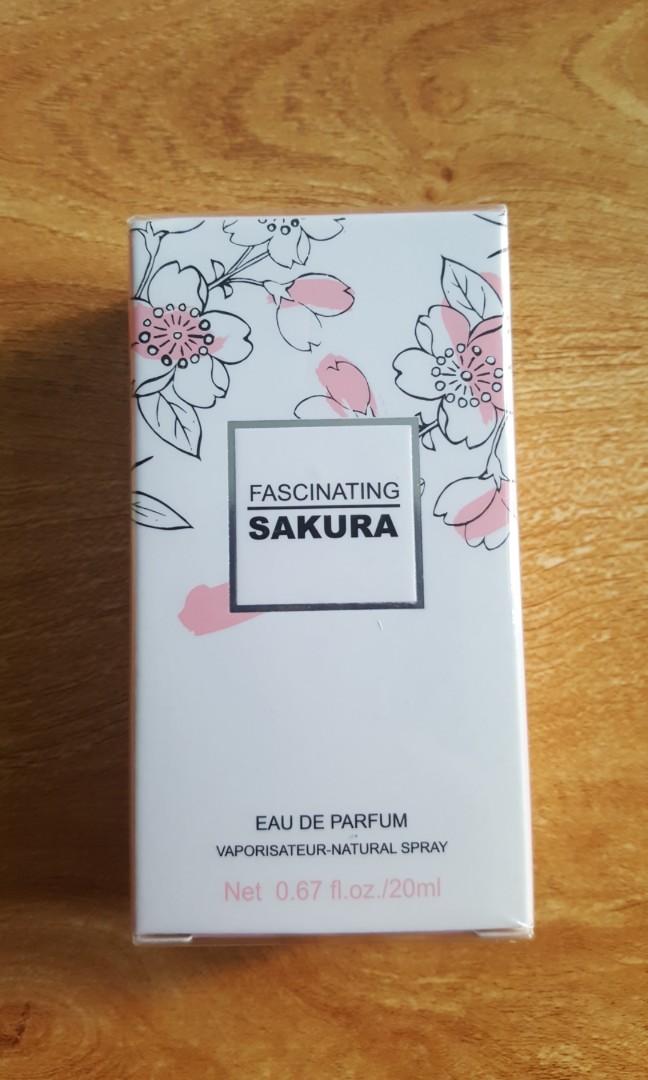 FASCINATING
SAKURA
EAU DE PARFUM
VAPORISATEUR-NATURAL SPRAY
Net 0.67 fl.oz./20ml